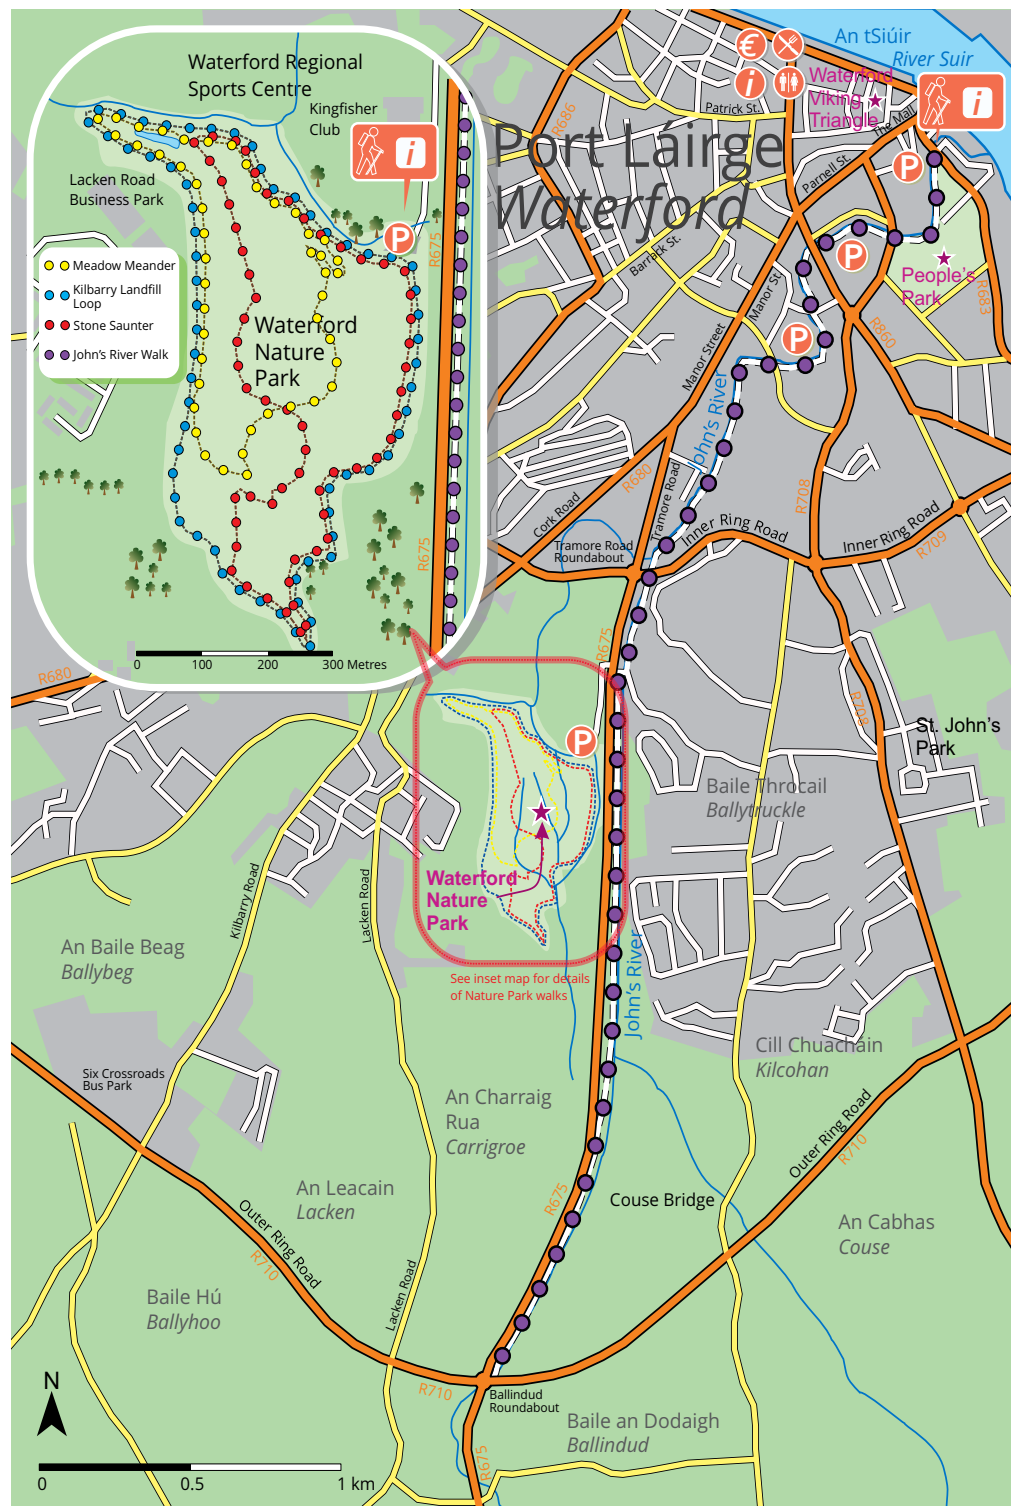 Waterford Regional
Sports Centre
Kingfisher
Club
i
P
Lacken Road
Business Park
Meadow Meander
Kilbarry Landfill
Loop
Stone Saunter
John's River Walk
Waterford
Nature
Park
R675
R675
0 100 200 300 Metres
An tSiúir
River Suir
€
i
Waterford
Viking
Triangle
i
Patrick St.
The Mall
R686
Port Láirge
Waterford
Parnell St.
P
Barrack St.
P
People's
Park
R683
Manor St.
R860
P
Manor Street
John's River
R680
R708
Cork Road
Tramore Road
Inner Ring Road
Inner Ring Road
R709
Tramore Road
Roundabout
R675
R680
R708
St. John's
Park
P
Baile Throcail
Ballytruckle
Waterford
Nature
Park
Kilbarry Road
Lacken Road
An Baile Beag
Ballybeg
See inset map for details
of Nature Park walks
John's River
Cill Chuachain
Kilcohan
Six Crossroads
Bus Park
An Charraig
Rua
Carrigroe
Outer Ring Road
R710
An Leacain
Lacken
R675
Couse Bridge
An Cabhas
Couse
Outer Ring Road
R710
Baile Hú
Ballyhoo
Lacken Road
N
R710
Ballindud
Roundabout
Baile an Dodaigh
Ballindud
R675
0 0.5 1 km